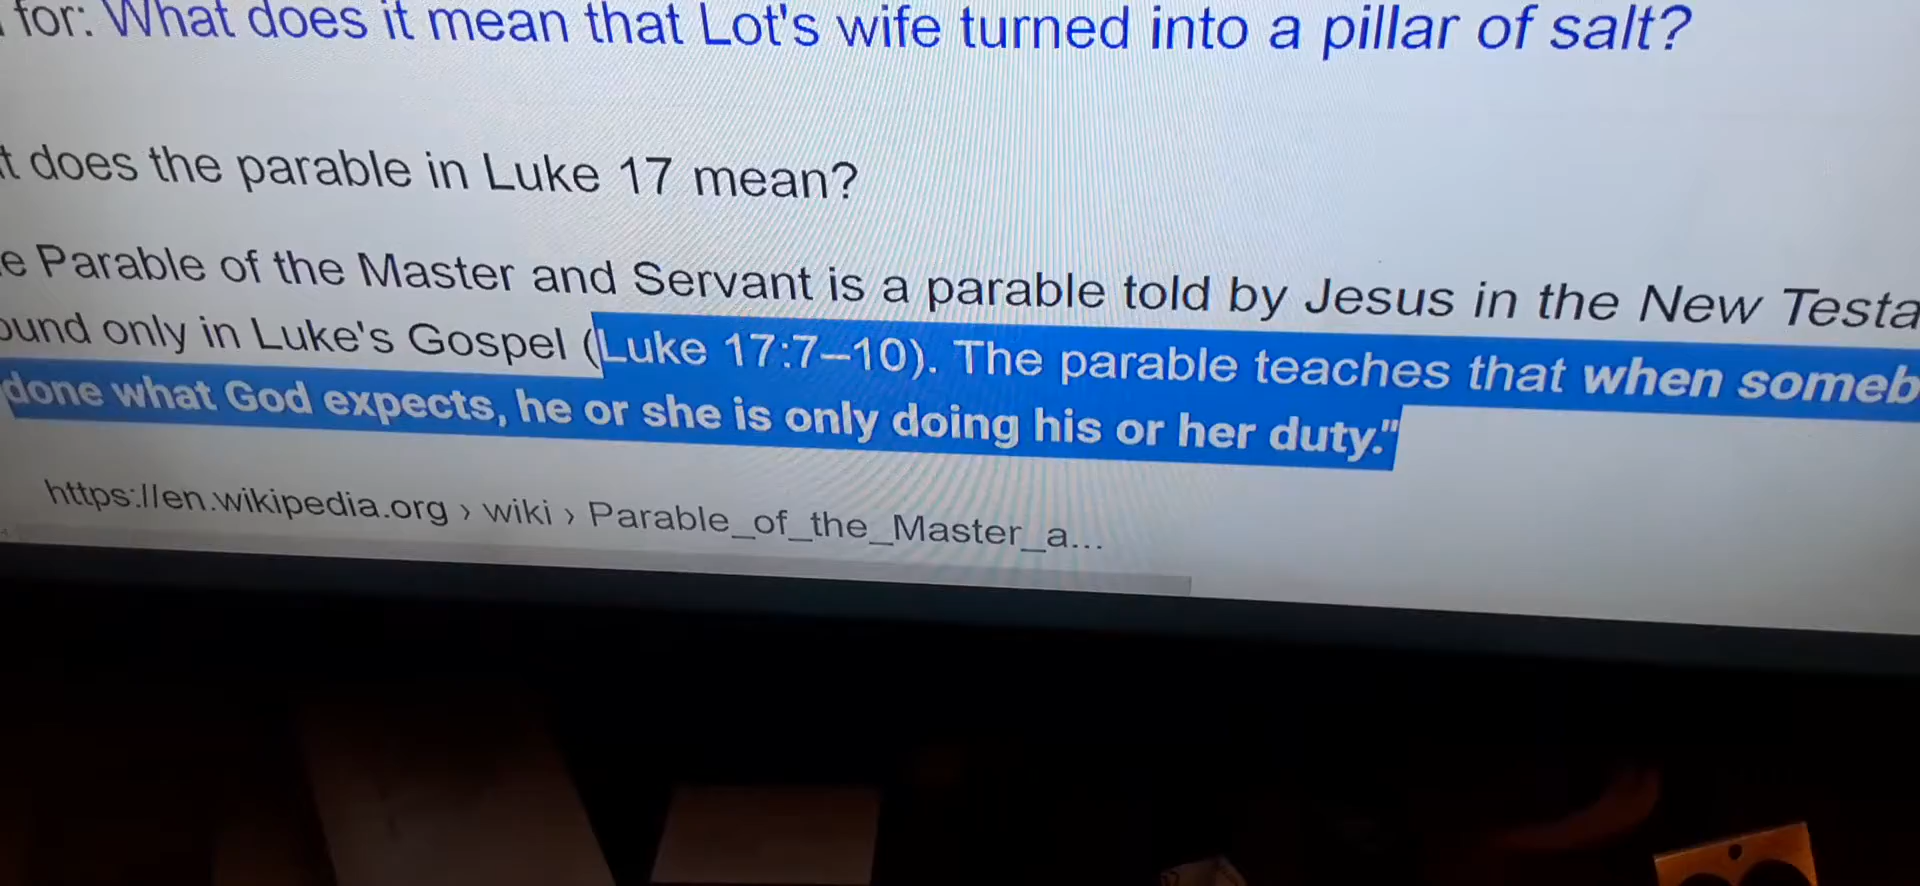 for: What does it mean that Lot's wife turned into a pillar of salt?
t does the parable in Luke 17 mean?
e Parable of the Master and Servant is a parable told by Jesus in the New Testa
ound only in Luke's Gospel (Luke 17:7–10). The parable teaches that when someb
done what God expects, he or she is only doing his or her duty."
https://en.wikipedia.org › wiki › Parable_of_the_Master_a...